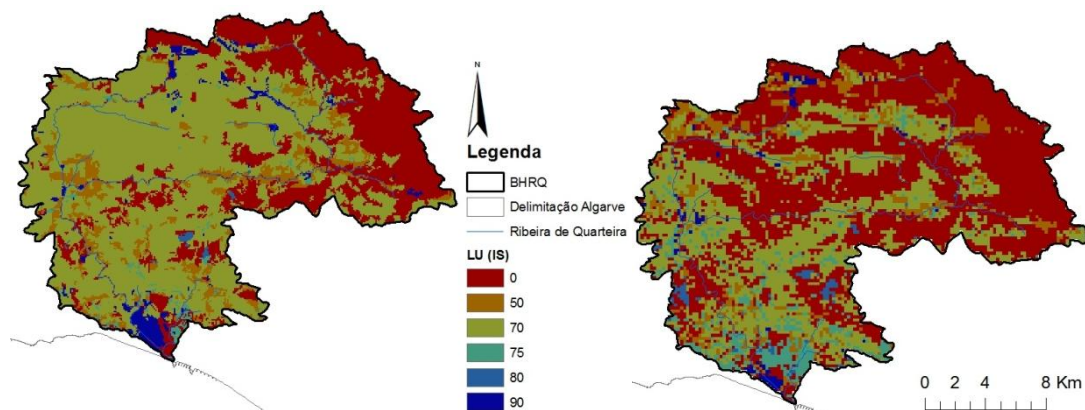 N
Legenda
BHRQ
Delimitação Algarve
Ribeira de Quarteira
LU (IS)
0
50
70
75
80
90
0 2 4 8 Km